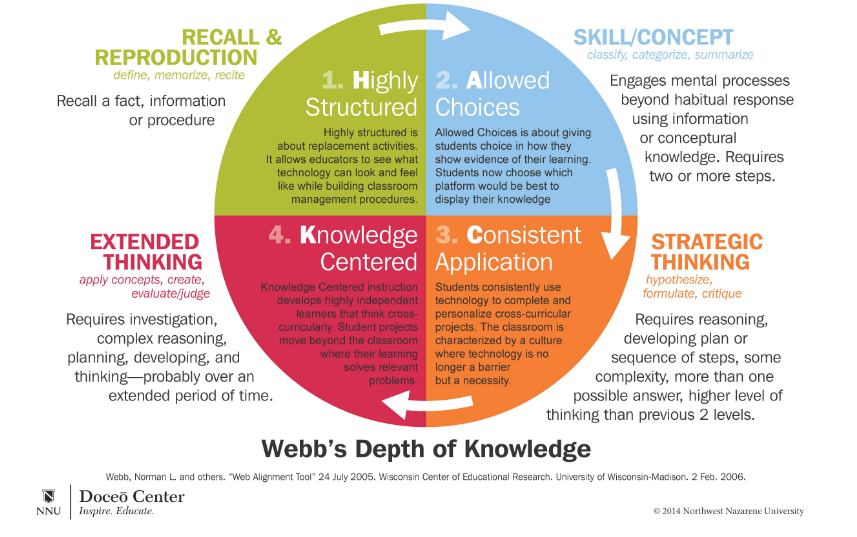 RECALL &
REPRODUCTION
define, memorize, recite
Recall a fact, information
or procedure
1. Highly
Structured
Highly structured is
about replacement activities.
It allows educators to see what
technology can look and feel
like while building classroom
management procedures.
2. Allowed
Choices
Allowed Choices is about giving
students choice in how they
show evidence of their learning.
Students now choose which
platform would be best to
display their knowledge
SKILL/CONCEPT
classify, categorize, summarize
Engages mental processes
beyond habitual response
using information
or conceptual
knowledge. Requires
two or more steps.
EXTENDED
THINKING
apply concepts, create,
evaluate/judge
Requires investigation,
complex reasoning,
planning, developing, and
thinking—probably over an
extended period of time.
4. Knowledge
Centered
Knowledge Centered instruction
develops highly independent
learners that think cross-
curricularly. Student projects
move beyond the classroom
where their learning
solves relevant
problems.
3. Consistent
Application
Students consistently use
technology to complete and
personalize cross-curricular
projects. The classroom is
characterized by a culture
where technology is no
longer a barrier
but a necessity.
STRATEGIC
THINKING
hypothesize,
formulate, critique
Requires reasoning,
developing plan or
sequence of steps, some
complexity, more than one
possible answer, higher level of
thinking than previous 2 levels.
Webb's Depth of Knowledge
Webb, Norman L. and others. "Web Alignment Tool" 24 July 2005. Wisconsin Center of Educational Research. University of Wisconsin-Madison. 2 Feb. 2006.
NNU
Doceō Center
Inspire. Educate.
© 2014 Northwest Nazarene University